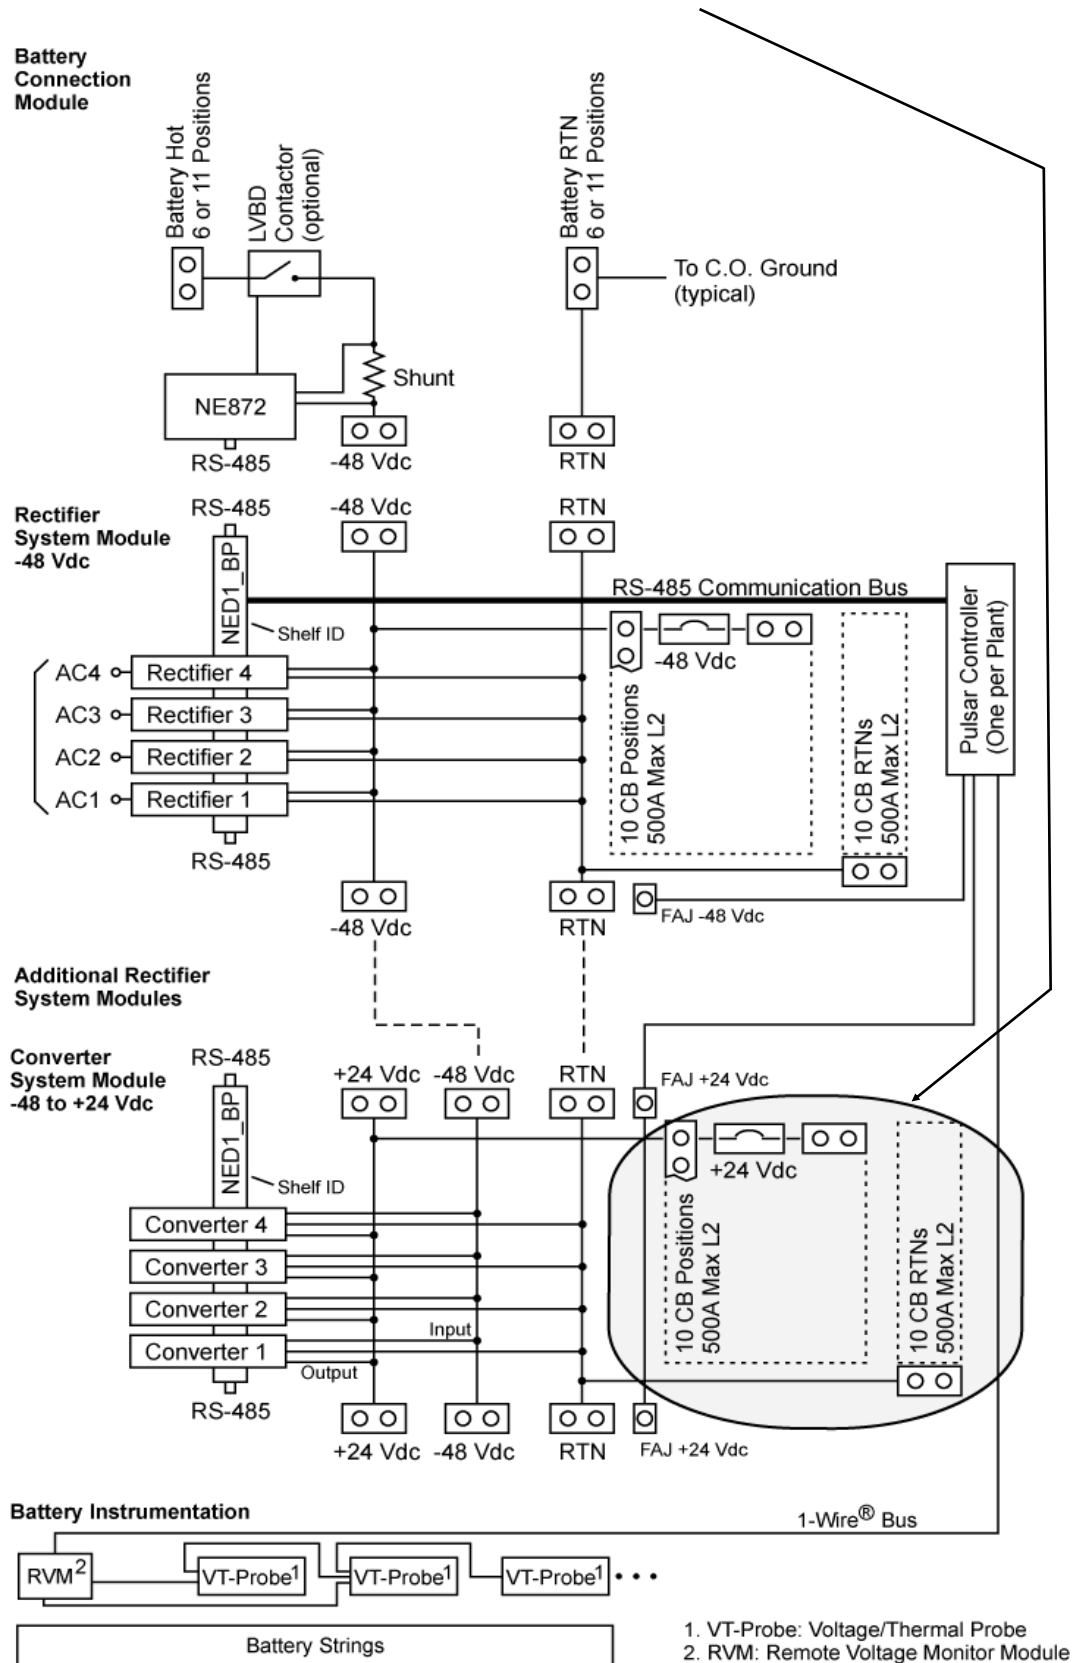 Battery
Connection
Module
Battery Hot
6 or 11 Positions
LVBD
Contactor
(optional)
Battery RTN
6 or 11 Positions
To C.O. Ground
(typical)
Shunt
NE872
RS-485
-48 Vdc
RTN
Rectifier
System Module
-48 Vdc
RS-485
-48 Vdc
RTN
NED1_BP
Shelf ID
RS-485 Communication Bus
-48 Vdc
10 CB Positions
500A Max L2
10 CB RTNs
500A Max L2
Pulsar Controller
(One per Plant)
AC4
Rectifier 4
AC3
Rectifier 3
AC2
Rectifier 2
AC1
Rectifier 1
RS-485
-48 Vdc
RTN
FAJ -48 Vdc
Additional Rectifier
System Modules
Converter
System Module
-48 to +24 Vdc
RS-485
+24 Vdc
-48 Vdc
RTN
FAJ +24 Vdc
NED1_BP
Shelf ID
+24 Vdc
10 CB Positions
500A Max L2
10 CB RTNs
500A Max L2
Converter 4
Converter 3
Converter 2
Converter 1
Input
Output
RS-485
+24 Vdc
-48 Vdc
RTN
FAJ +24 Vdc
Battery Instrumentation
1-Wire® Bus
RVM2
VT-Probe1
VT-Probe1
VT-Probe1
Battery Strings
1. VT-Probe: Voltage/Thermal Probe
2. RVM: Remote Voltage Monitor Module